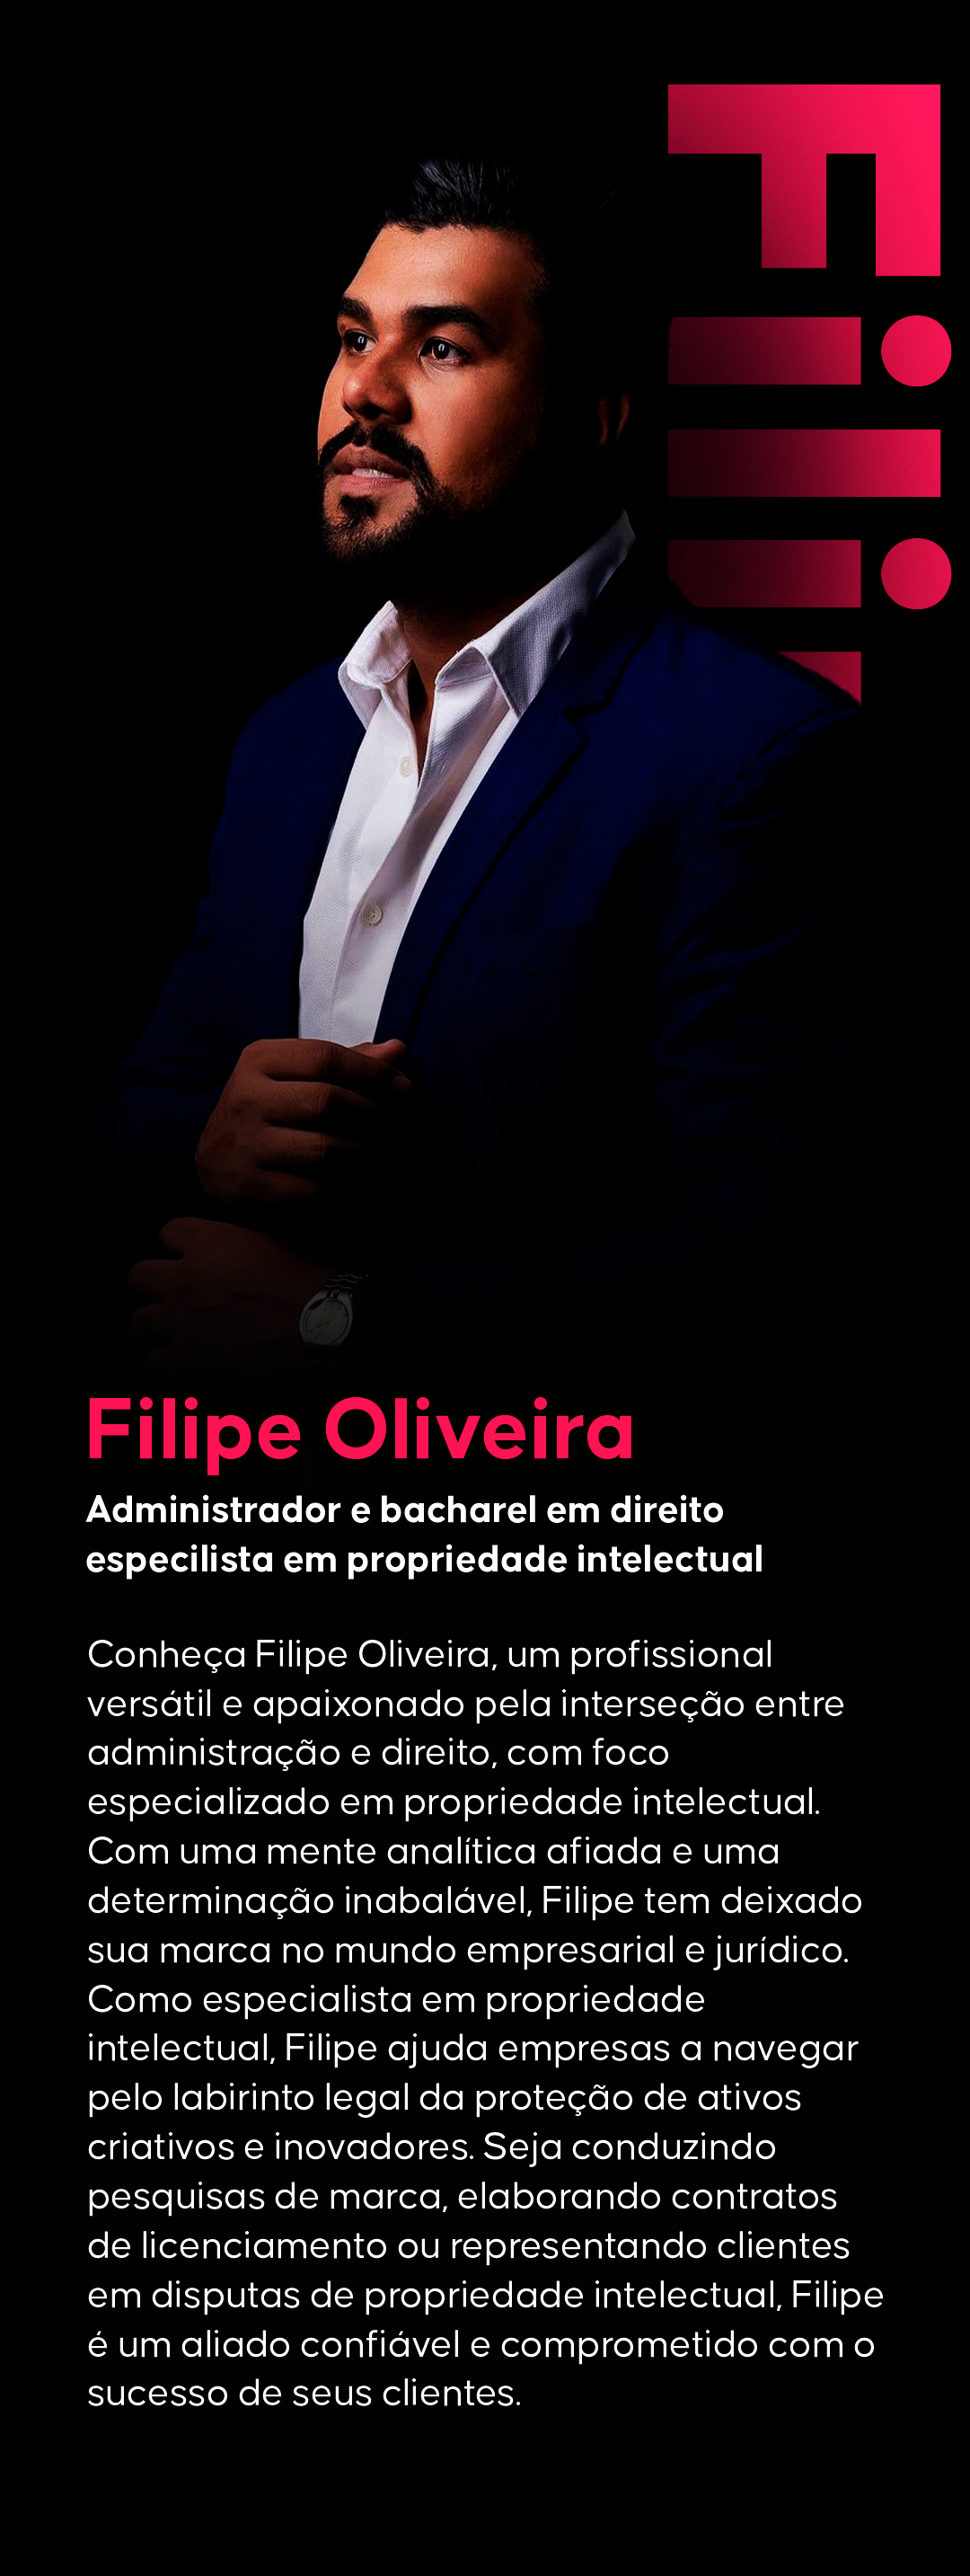 Fili
Filipe Oliveira
Administrador e bacharel em direito
especilista em propriedade intelectual
Conheça Filipe Oliveira, um profissional
versátil e apaixonado pela interseção entre
administração e direito, com foco
especializado em propriedade intelectual.
Com uma mente analítica afiada e uma
determinação inabalável, Filipe tem deixado
sua marca no mundo empresarial e jurídico.
Como especialista em propriedade
intelectual, Filipe ajuda empresas a navegar
pelo labirinto legal da proteção de ativos
criativos e inovadores. Seja conduzindo
pesquisas de marca, elaborando contratos
de licenciamento ou representando clientes
em disputas de propriedade intelectual, Filipe
é um aliado confiável e comprometido com o
sucesso de seus clientes.